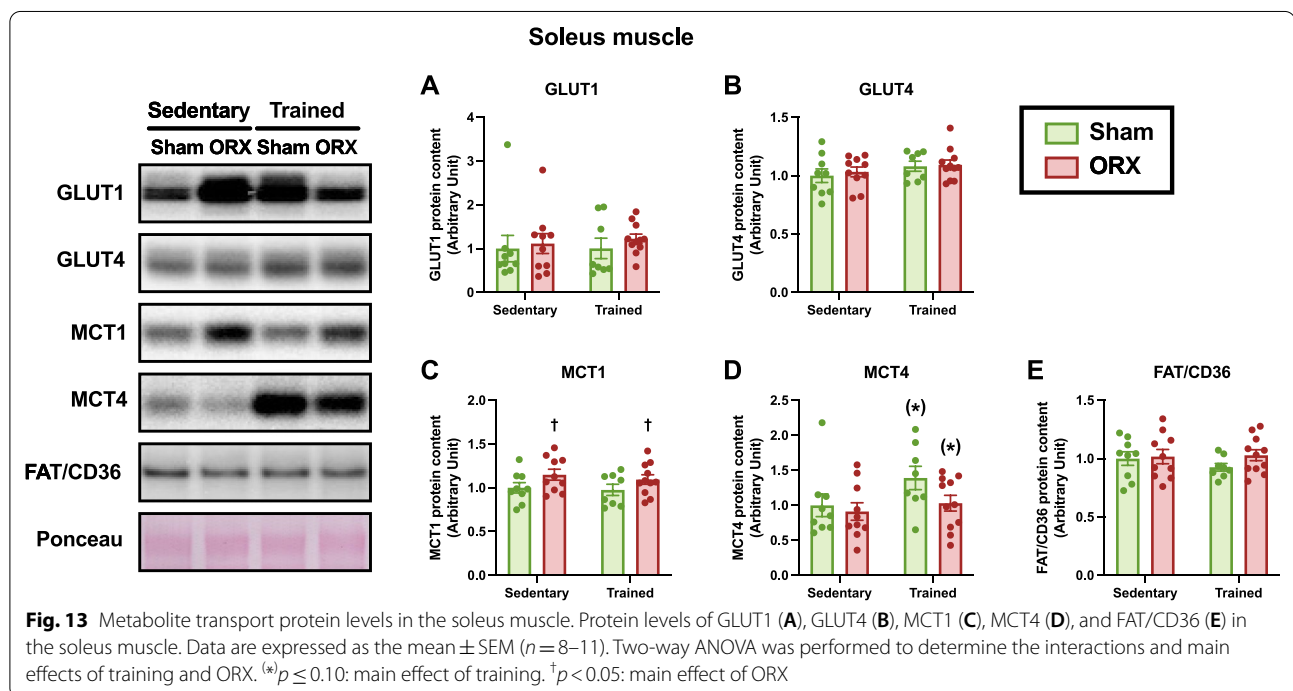 Soleus muscle
Sedentary Trained
Sham ORX Sham ORX
GLUT1
GLUT4
MCT1
MCT4
FAT/CD36
Ponceau
A
GLUT1
GLUT1 protein content
(Arbitrary Unit)
4
3
2
1
0
Sedentary Trained
B
GLUT4
GLUT4 protein content
(Arbitrary Unit)
1.5
1.0
0.5
0.0
Sedentary Trained
Sham
ORX
C
MCT1
MCT1 protein content
(Arbitrary Unit)
2.0
1.5
1.0
0.5
0.0
† †
Sedentary Trained
D
MCT4
MCT4 protein content
(Arbitrary Unit)
2.5
2.0
1.5
1.0
0.5
0.0
(*)
(*)
Sedentary Trained
E
FAT/CD36
FAT/CD36 protein content
(Arbitrary Unit)
1.5
1.0
0.5
0.0
Sedentary Trained
Fig. 13 Metabolite transport protein levels in the soleus muscle. Protein levels of GLUT1 (A), GLUT4 (B), MCT1 (C), MCT4 (D), and FAT/CD36 (E) in
the soleus muscle. Data are expressed as the mean ± SEM (n = 8–11). Two-way ANOVA was performed to determine the interactions and main
effects of training and ORX. (*)p ≤ 0.10: main effect of training. †p < 0.05: main effect of ORX